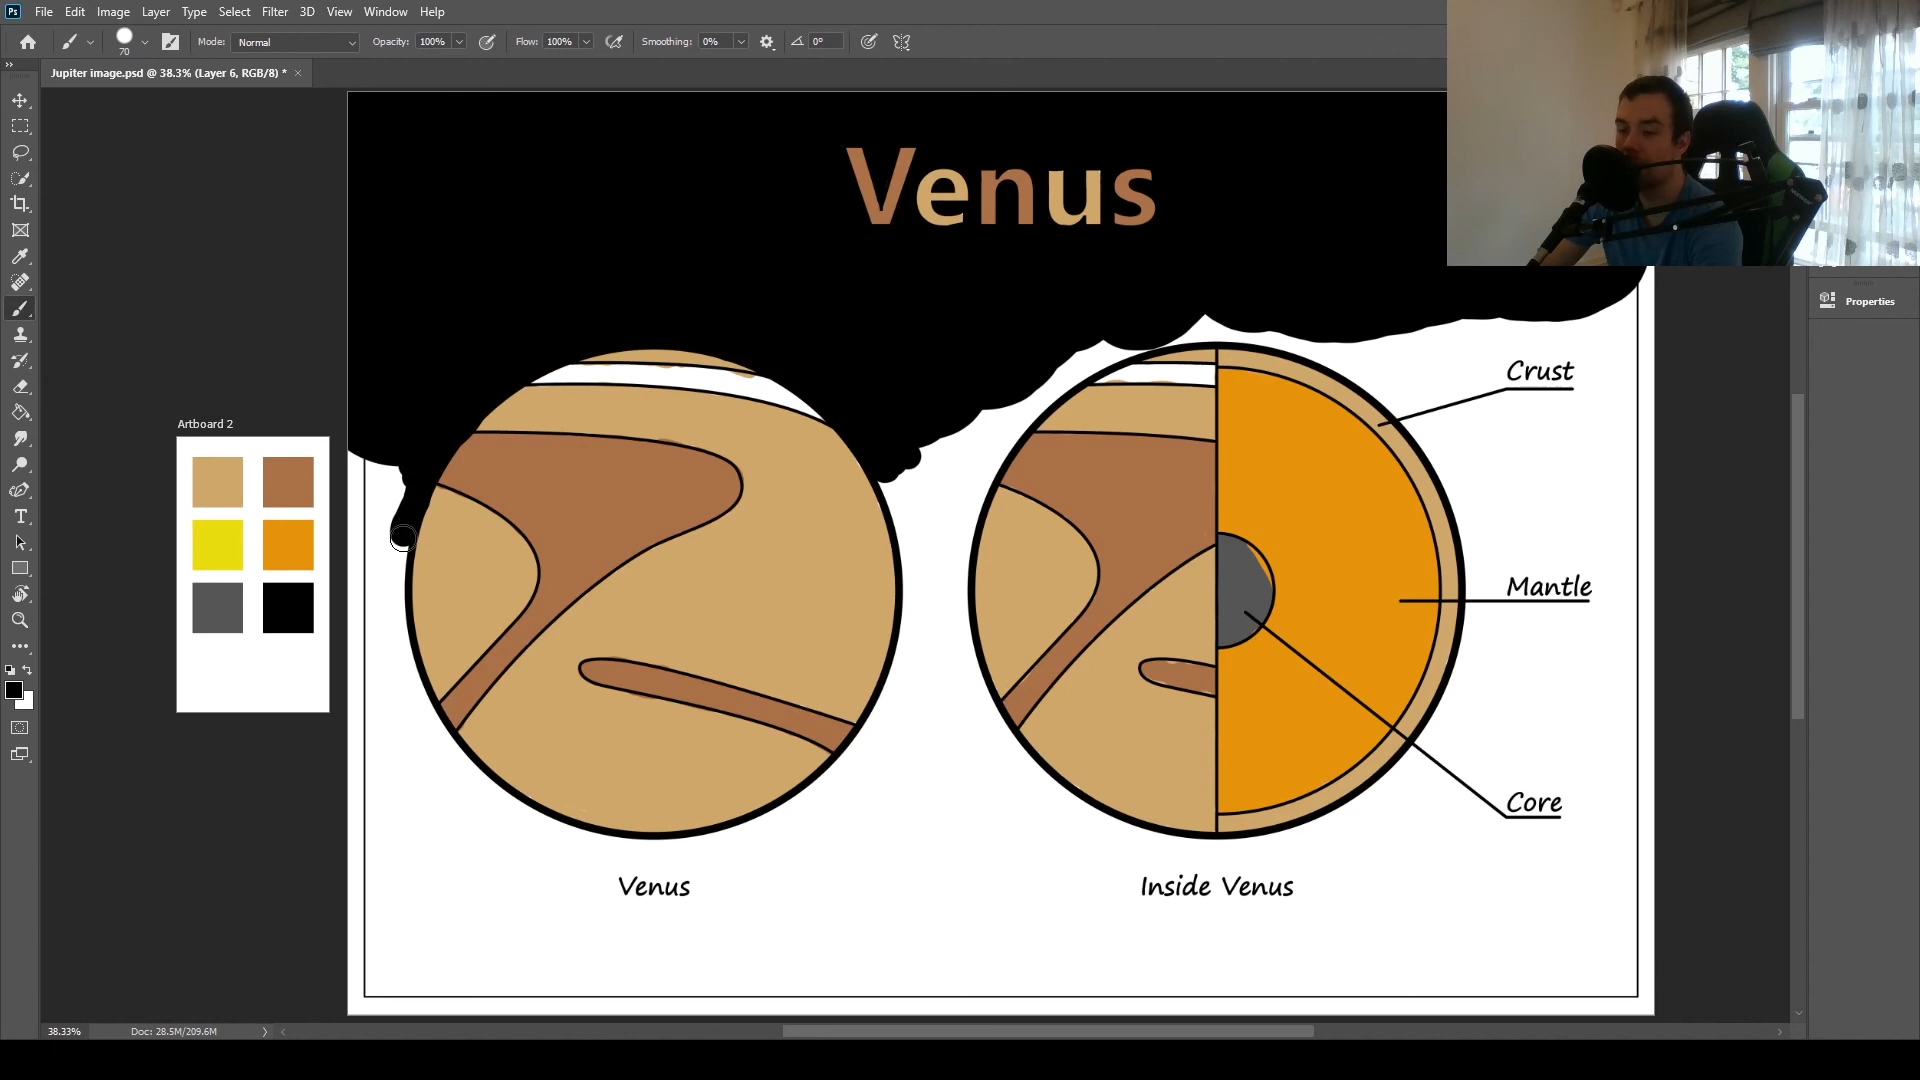 Ps File Edit Image Layer Type Select Filter 3D View Window Help
70 Mode: Normal Opacity: 100% Flow: 100% Smoothing: 0% 0°
Jupiter image.psd @ 38.3% (Layer 6, RGB/8) *
Venus
Properties
Crust
Artboard 2
Mantle
Core
Venus
Inside Venus
38.33% Doc: 28.5M/209.6M